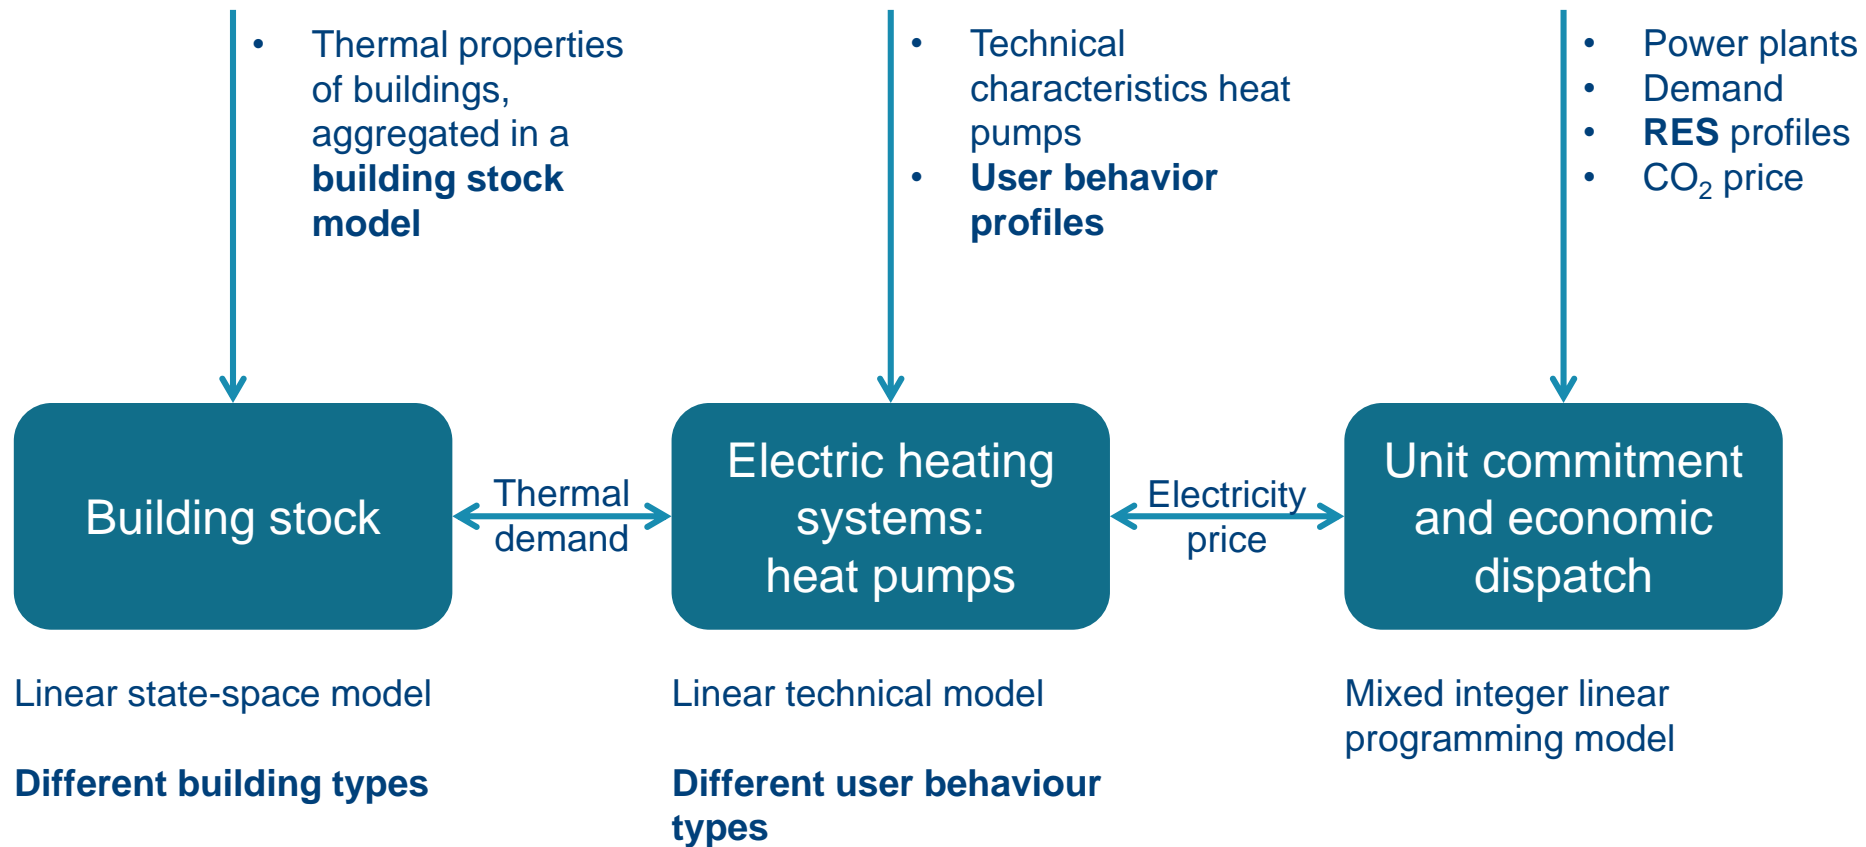 • Thermal properties
of buildings,
aggregated in a
building stock
model
• Technical
characteristics heat
pumps
• User behavior
profiles
• Power plants
• Demand
• RES profiles
• CO₂ price
Building stock
Thermal
demand
Electric heating
systems:
heat pumps
Electricity
price
Unit commitment
and economic
dispatch
Linear state-space model
Different building types
Linear technical model
Different user behaviour
types
Mixed integer linear
programming model